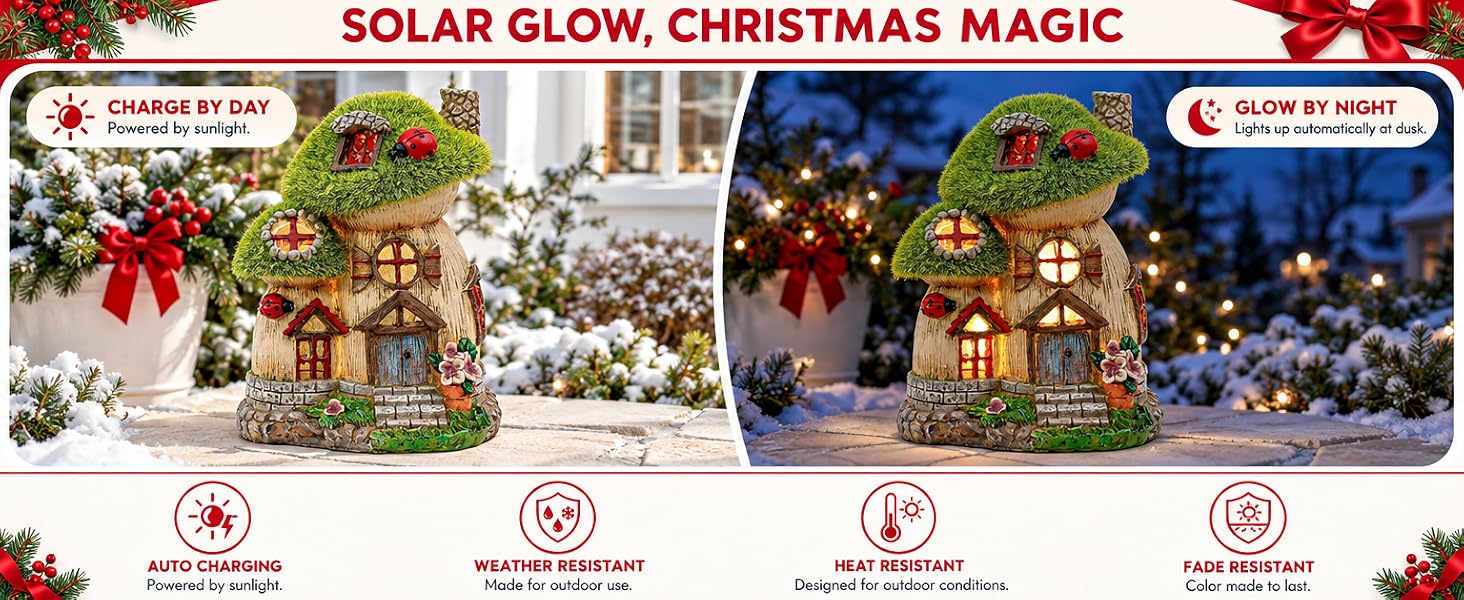 SOLAR GLOW, CHRISTMAS MAGIC
CHARGE BY DAY
Powered by sunlight.
GLOW BY NIGHT
Lights up automatically at dusk.
AUTO CHARGING
Powered by sunlight.
WEATHER RESISTANT
Made for outdoor use.
HEAT RESISTANT
Designed for outdoor conditions.
FADE RESISTANT
Color made to last.